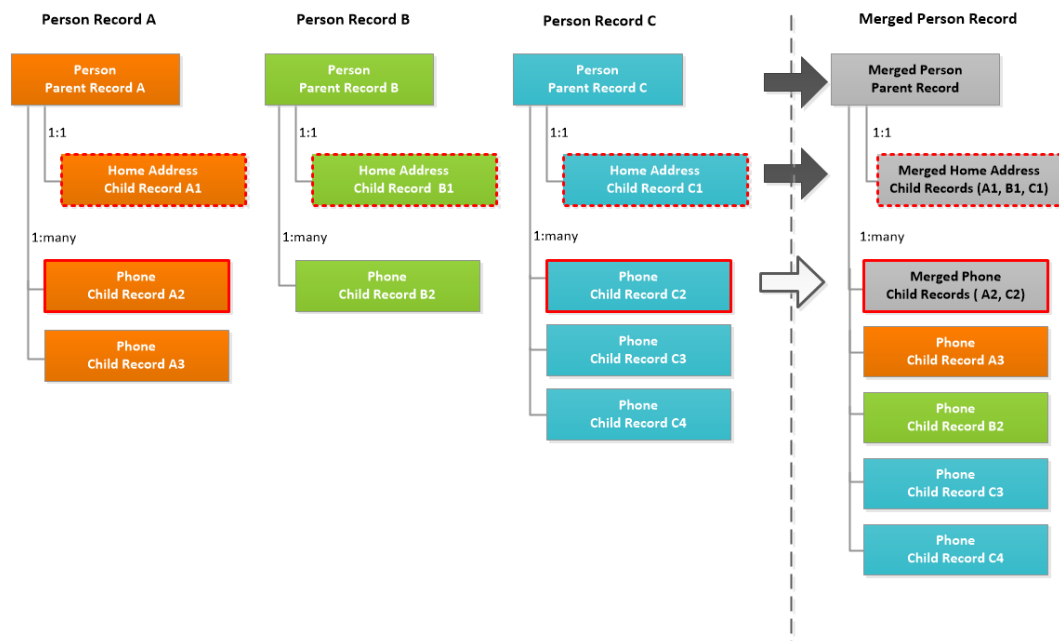 Person Record A
Person Record B
Person Record C
Merged Person Record
Person
Parent Record A
Person
Parent Record B
Person
Parent Record C
Merged Person
Parent Record
1:1
1:1
1:1
1:1
Home Address
Child Record A1
Home Address
Child Record  B1
Home Address
Child Record C1
Merged Home Address
Child Records (A1, B1, C1)
1:many
1:many
1:many
1:many
Phone
Child Record A2
Phone
Child Record B2
Phone
Child Record C2
Merged Phone
Child Records ( A2, C2)
Phone
Child Record A3
Phone
Child Record C3
Phone
Child Record A3
Phone
Child Record C4
Phone
Child Record B2
Phone
Child Record C3
Phone
Child Record C4